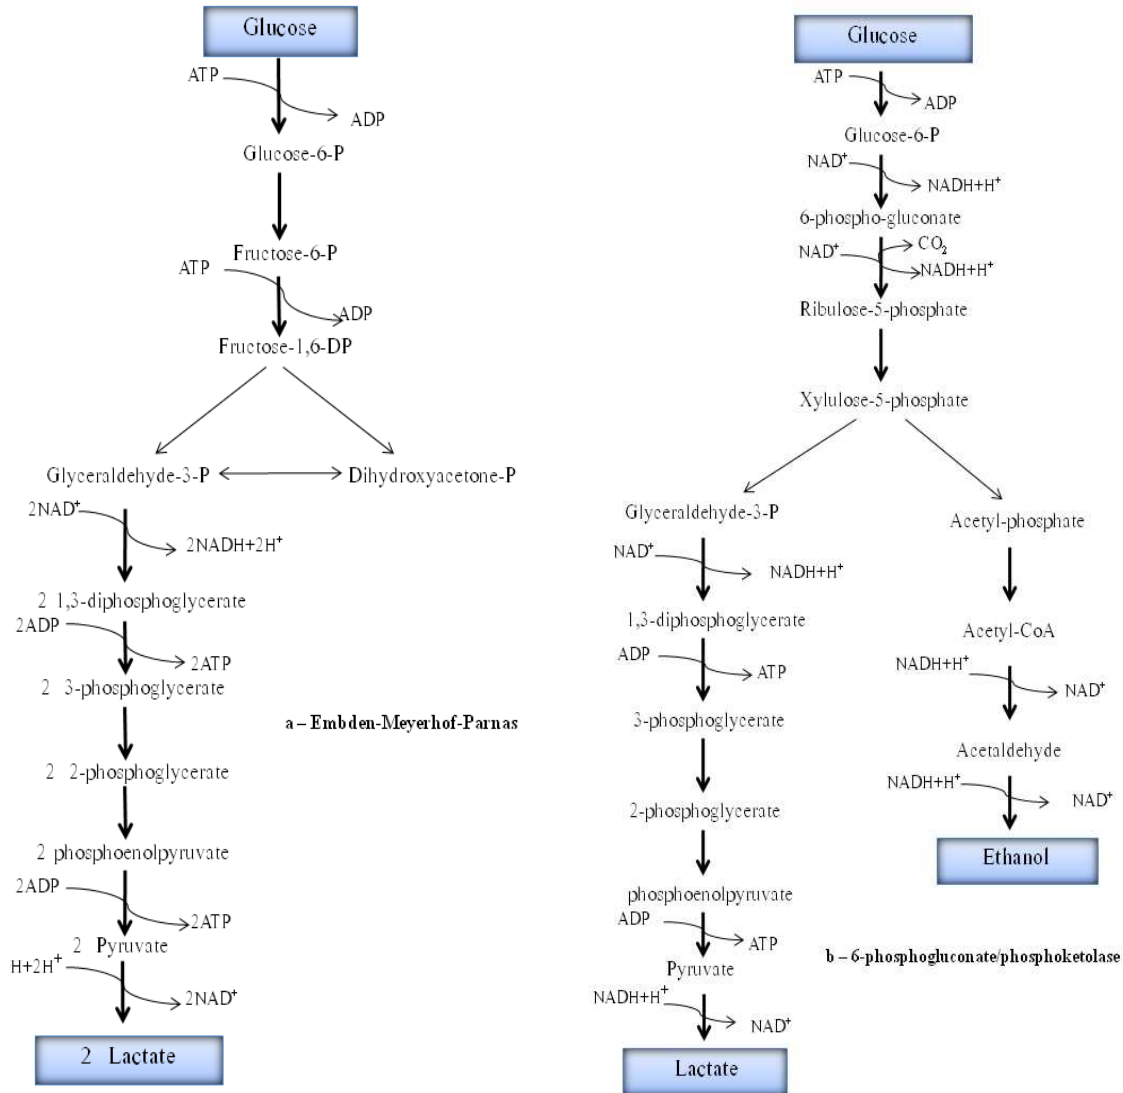 Glucose
ATP
ADP
Glucose-6-P
Fructose-6-P
ATP
ADP
Fructose-1,6-DP
Glyceraldehyde-3-P
Dihydroxyacetone-P
2NAD⁺
2NADH+2H⁺
2 1,3-diphosphoglycerate
2ADP
2ATP
2 3-phosphoglycerate
a – Embden-Meyerhof-Parnas
2 2-phosphoglycerate
2 phosphoenolpyruvate
2ADP
2ATP
2 Pyruvate
H+2H⁺
2NAD⁺
2 Lactate
Glucose
ATP
ADP
Glucose-6-P
NAD⁺
NADH+H⁺
6-phospho-gluconate
CO₂
NAD⁺
NADH+H⁺
Ribulose-5-phosphate
Xylulose-5-phosphate
Glyceraldehyde-3-P
NAD⁺
NADH+H⁺
1,3-diphosphoglycerate
ADP
ATP
3-phosphoglycerate
2-phosphoglycerate
phosphoenolpyruvate
ADP
ATP
Pyruvate
NADH+H⁺
NAD⁺
Lactate
Acetyl-phosphate
Acetyl-CoA
NADH+H⁺
NAD⁺
Acetaldehyde
NADH+H⁺
NAD⁺
Ethanol
b – 6-phosphogluconate/phosphoketolase